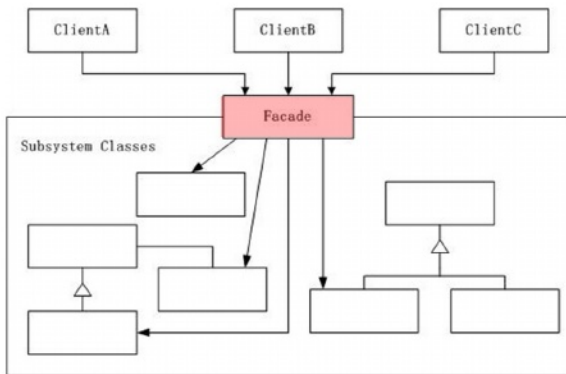 ClientA
ClientB
ClientC
Facade
Subsystem Classes